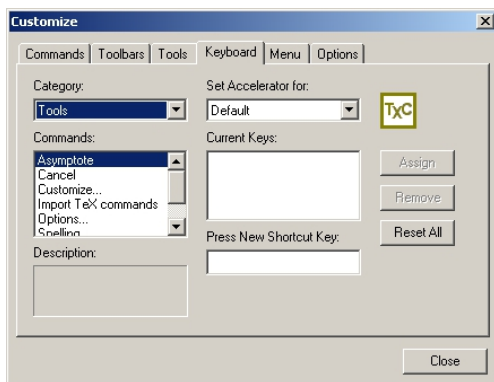 Customize
Commands Toolbars Tools Keyboard Menu Options
Category:
Tools
Commands:
Asymptote
Cancel
Customize...
Import TeX commands
Options...
Spelling
Description:
Set Accelerator for:
Default
Current Keys:
Press New Shortcut Key:
TXC
Assign
Remove
Reset All
Close